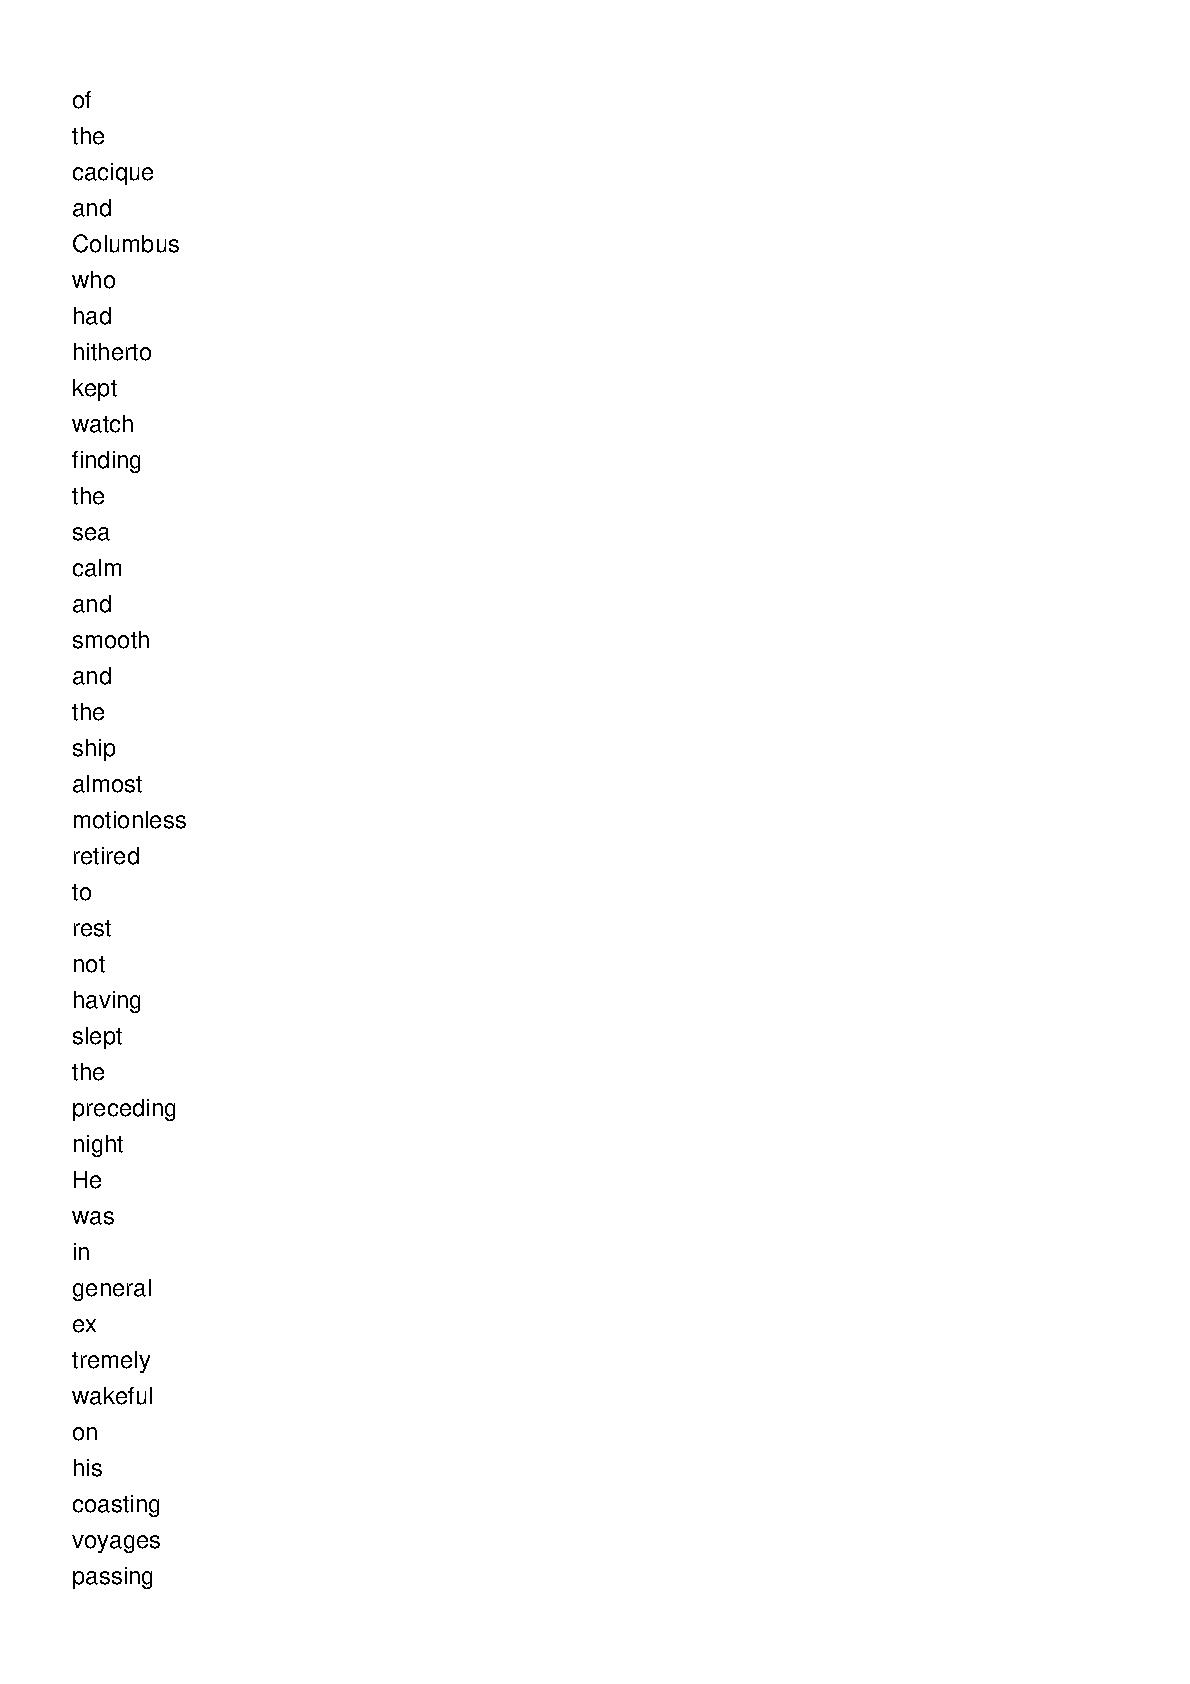 of
the
cacique
and
Columbus
who
had
hitherto
kept
watch
finding
the
sea
calm
and
smooth
and
the
ship
almost
motionless
retired
to
rest
not
having
slept
the
preceding
night
He
was
in
general
ex
tremely
wakeful
on
his
coasting
voyages
passing